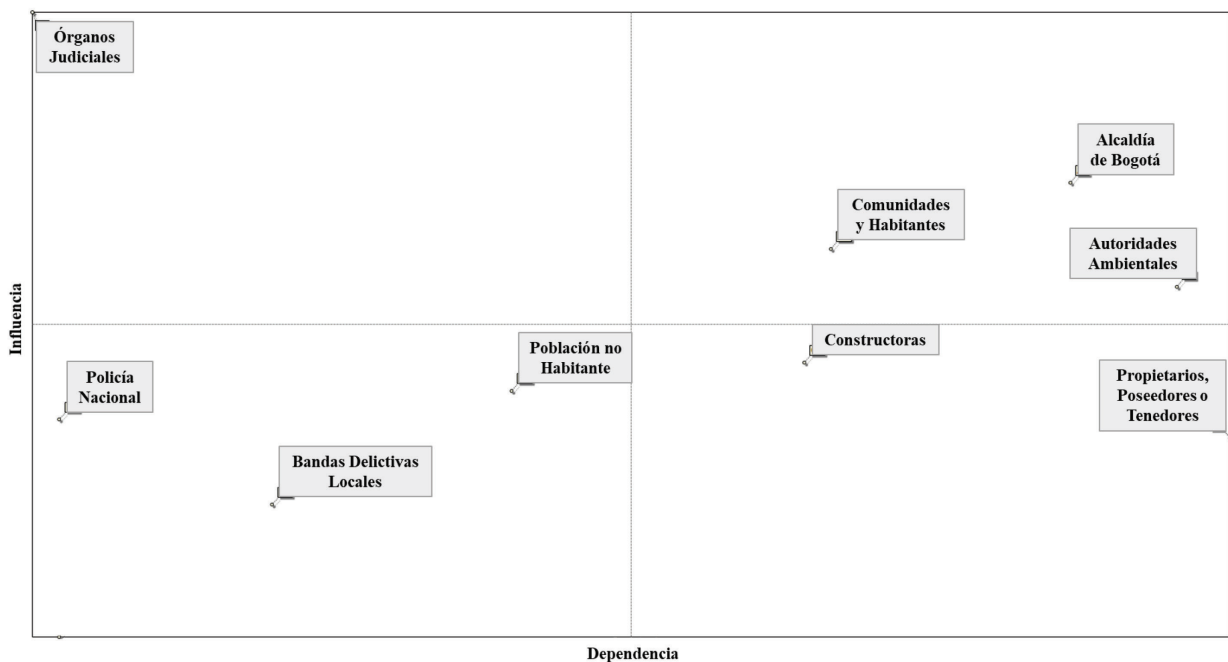 Órganos
Judiciales
Alcaldía
de Bogotá
Comunidades
y Habitantes
Autoridades
Ambientales
Influencia
Constructoras
Población no
Habitante
Policía
Nacional
Propietarios,
Poseedores o
Tenedores
Bandas Delictivas
Locales
Dependencia